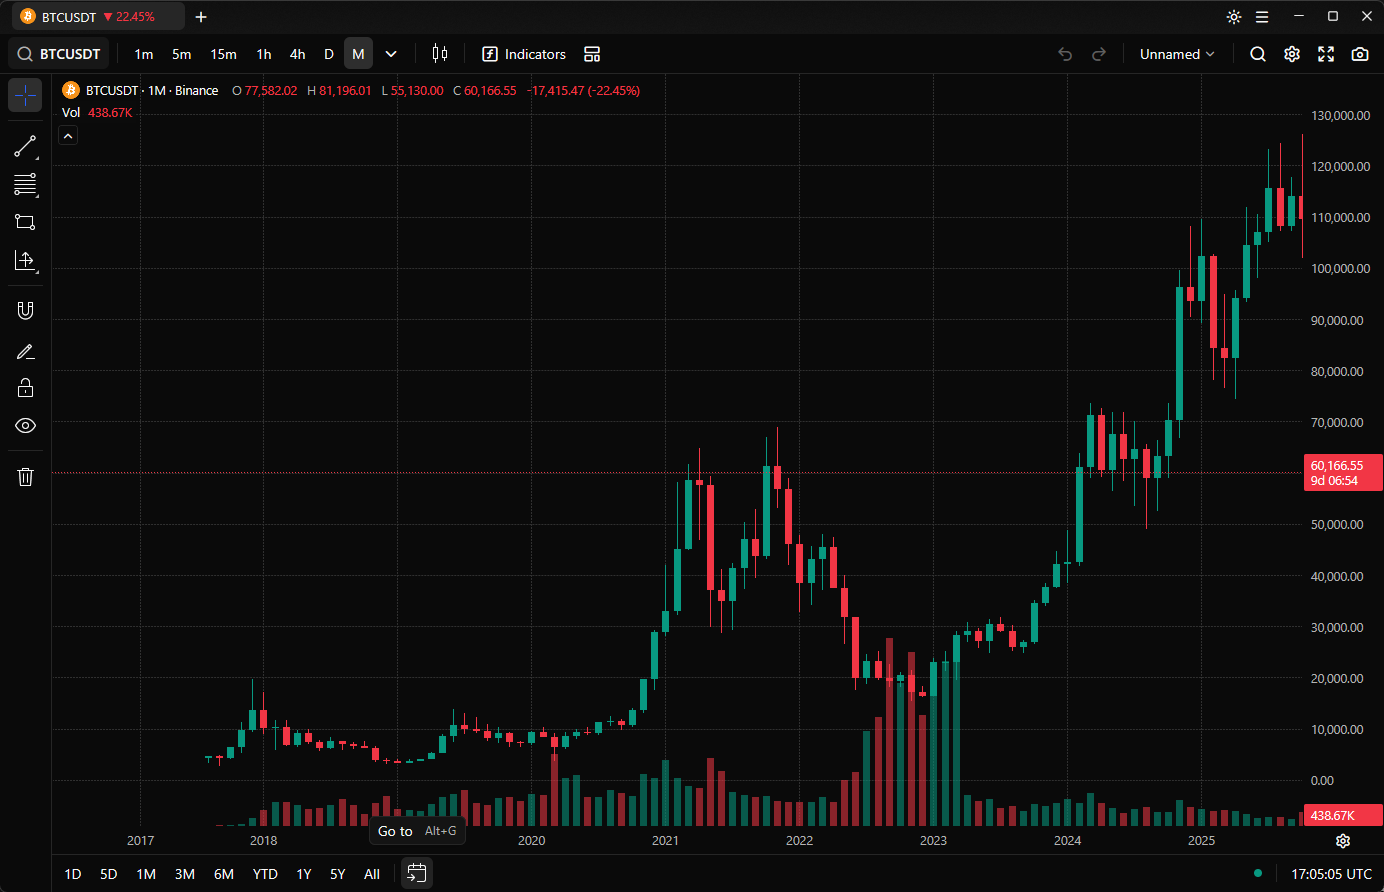 BTCUSDT ▼ 22.45% +
BTCUSDT 1m 5m 15m 1h 4h D M Indicators Unnamed
BTCUSDT · 1M · Binance O 77,582.02 H 81,196.01 L 55,130.00 C 60,166.55 -17,415.47 (-22.45%)
Vol 438.67K
130,000.00
120,000.00
110,000.00
100,000.00
90,000.00
80,000.00
70,000.00
60,166.55
9d 06:54
50,000.00
40,000.00
30,000.00
20,000.00
10,000.00
0.00
438.67K
Go to Alt+G
2017 2018 2020 2021 2022 2023 2024 2025
1D 5D 1M 3M 6M YTD 1Y 5Y All 17:05:05 UTC